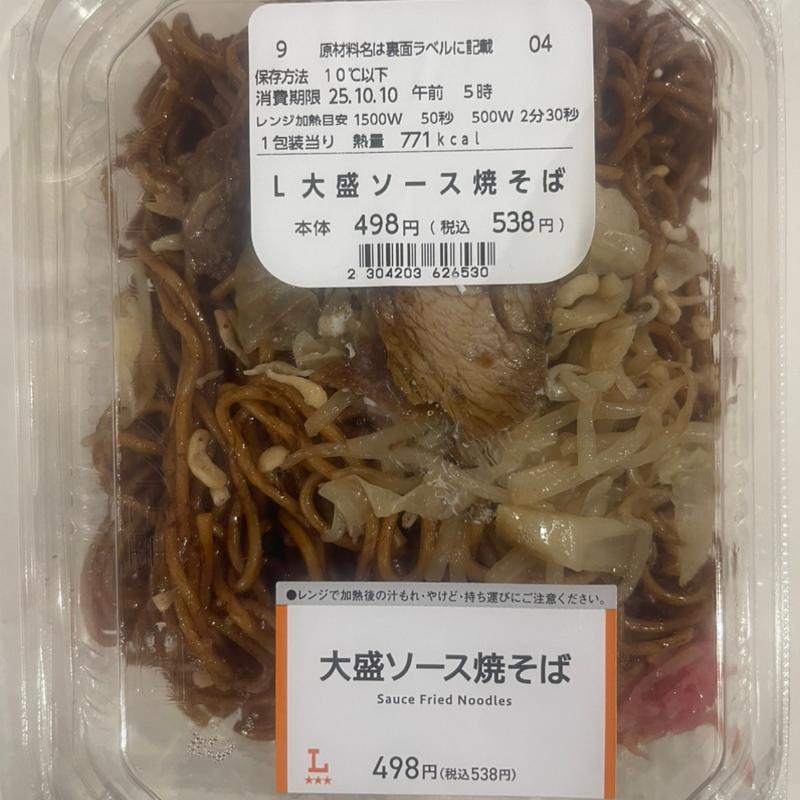 9 原材料名は裏面ラベルに記載 04
保存方法 10℃以下
消費期限 25.10.10 午前 5時
レンジ加熱目安 1500W 50秒 500W 2分30秒
1包装当り 熱量 771kcal
L大盛ソース焼そば
本体 498円(税込 538円)
2 304203 626530
●レンジで加熱後の汁もれ・やけど・持ち運びにご注意ください。
大盛ソース焼そば
Sauce Fried Noodles
L
★★★
498円(税込538円)